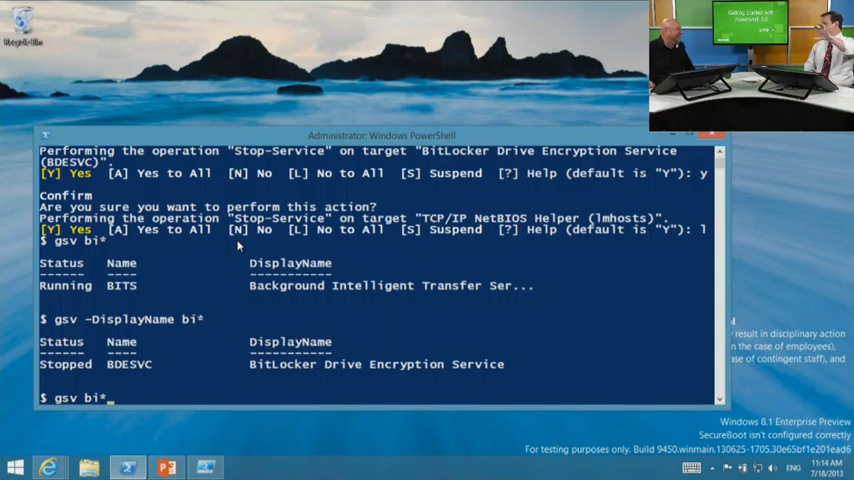 Recycle Bin
Getting Started with
PowerShell 3.0
Administrator: Windows PowerShell
Performing the operation "Stop-Service" on target "BitLocker Drive Encryption Service
(BDESVC)".
[Y] Yes  [A] Yes to All  [N] No  [L] No to All  [S] Suspend  [?] Help (default is "Y"): y
Confirm
Are you sure you want to perform this action?
Performing the operation "Stop-Service" on target "TCP/IP NetBIOS Helper (lmhosts)".
[Y] Yes  [A] Yes to All  [N] No  [L] No to All  [S] Suspend  [?] Help (default is "Y"): l
$ gsv bi*
Status   Name               DisplayName
------   ----               -----------
Running  BITS               Background Intelligent Transfer Ser...
$ gsv -DisplayName bi*
Status   Name               DisplayName
------   ----               -----------
Stopped  BDESVC             BitLocker Drive Encryption Service
$ gsv bi*_
al
y result in disciplinary action
n the case of employees),
ase of contingent staff), and
Windows 8.1 Enterprise Preview
SecureBoot isn't configured correctly
For testing purposes only. Build 9450.winmain.130625-1705.30e65bf1e201ead6
ENG
11:14 AM
7/18/2013